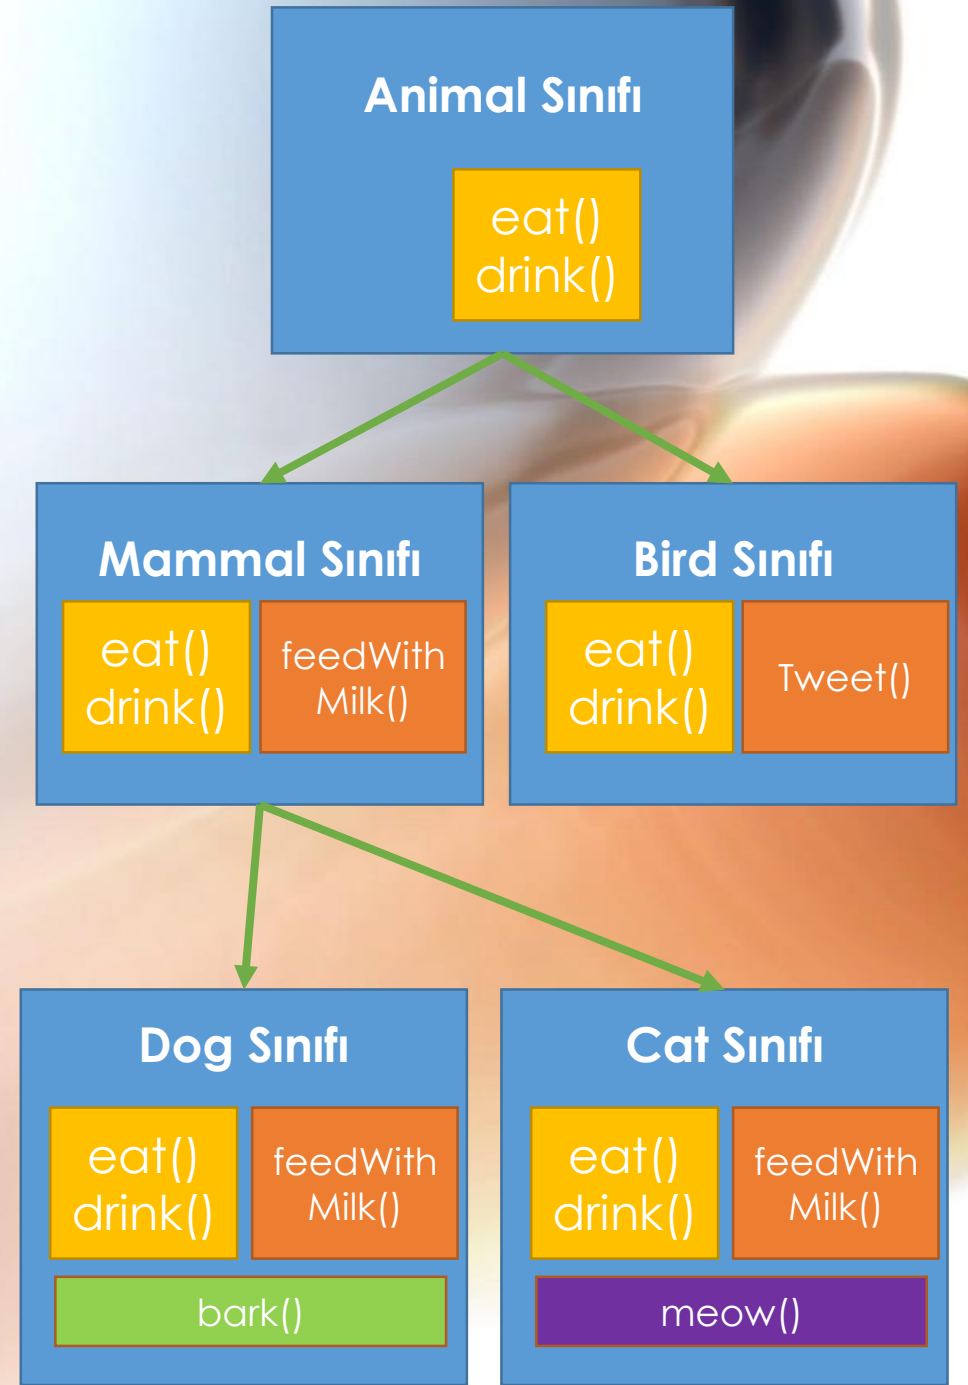 Animal Sınıfı
eat()
drink()
Mammal Sınıfı
eat()
drink()
feedWith
Milk()
Bird Sınıfı
eat()
drink()
Tweet()
Dog Sınıfı
eat()
drink()
feedWith
Milk()
bark()
Cat Sınıfı
eat()
drink()
feedWith
Milk()
meow()